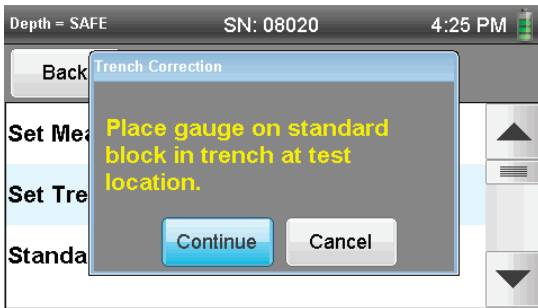 Depth = SAFE SN: 08020 4:25 PM
Back
Trench Correction
Set Mea
Place gauge on standard
block in trench at test
location.
Set Tre
Continue Cancel
Standa